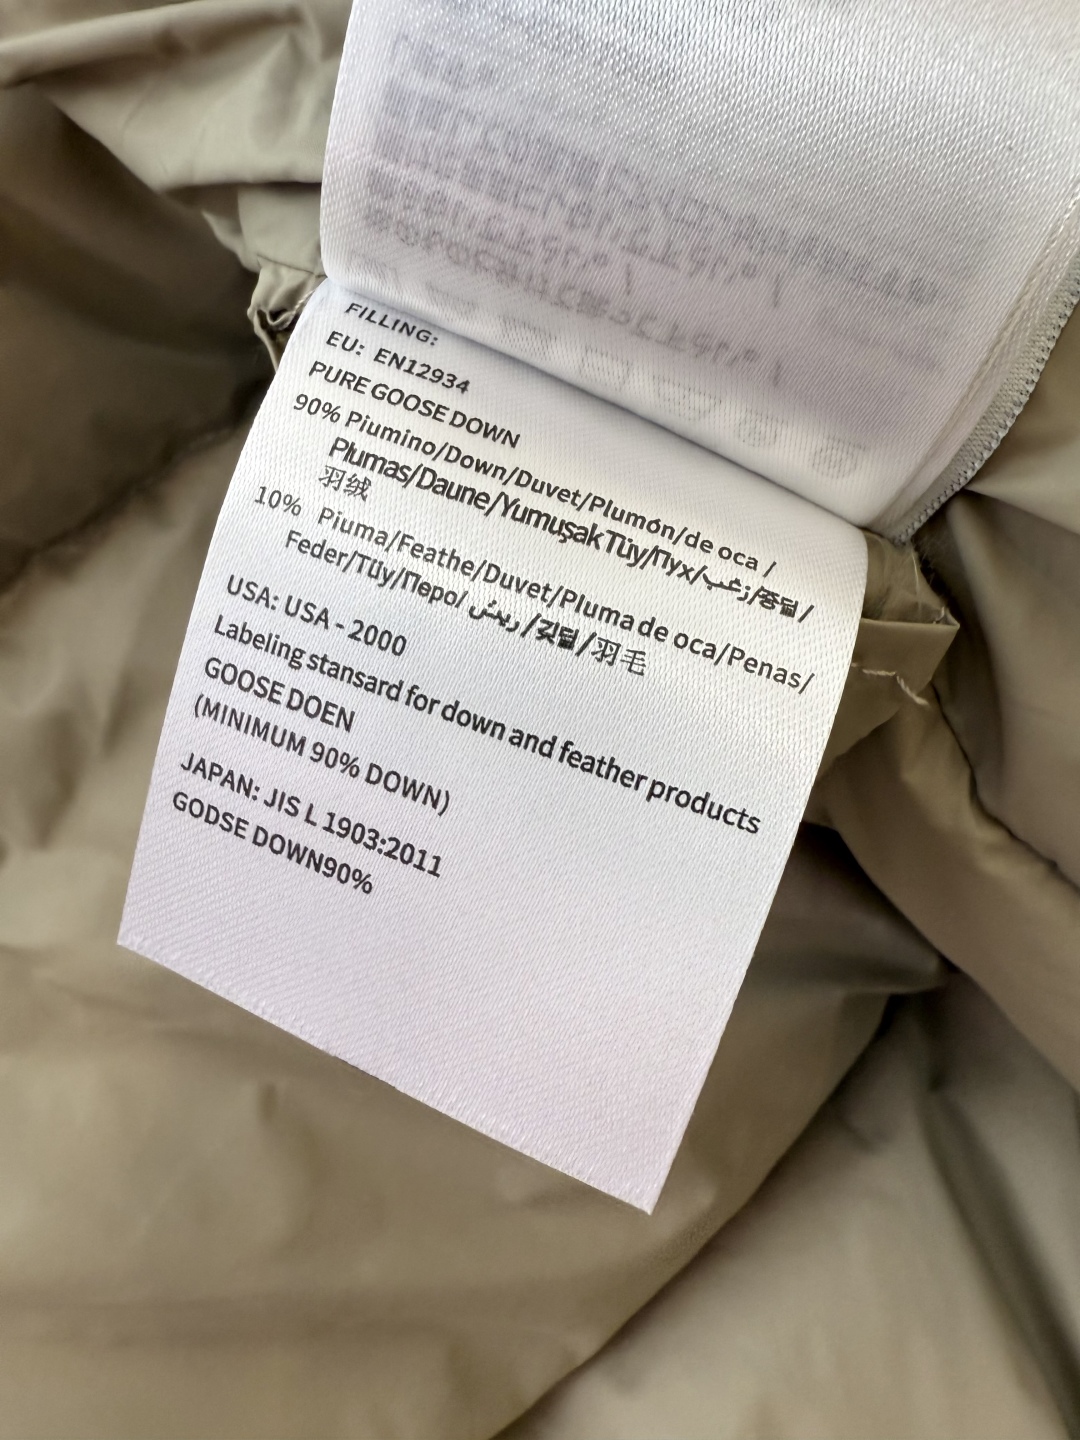 FILLING:
EU: EN12934
PURE GOOSE DOWN
90% Piumino/Down/Duvet/Plumón/de oca /
Plumas/Daune/Yumuşak Tüy/Пух/زغب/
羽绒
10% Piuma/Feathe/Duvet/Pluma de oca/Penas/
Feder/Tüy/Перо/ريش/깃털/羽毛
USA: USA - 2000
Labeling stansard for down and feather products
GOOSE DOEN
(MINIMUM 90% DOWN)
JAPAN: JIS L 1903:2011
GODSE DOWN90%